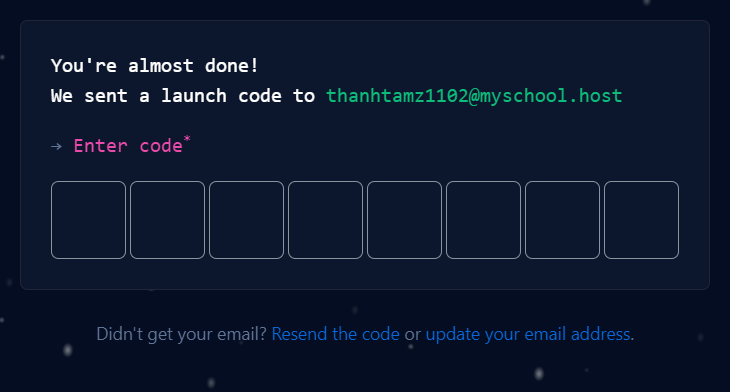 You're almost done!
We sent a launch code to thanhtamz1102@myschool.host
→ Enter code*
Didn't get your email? Resend the code or update your email address.